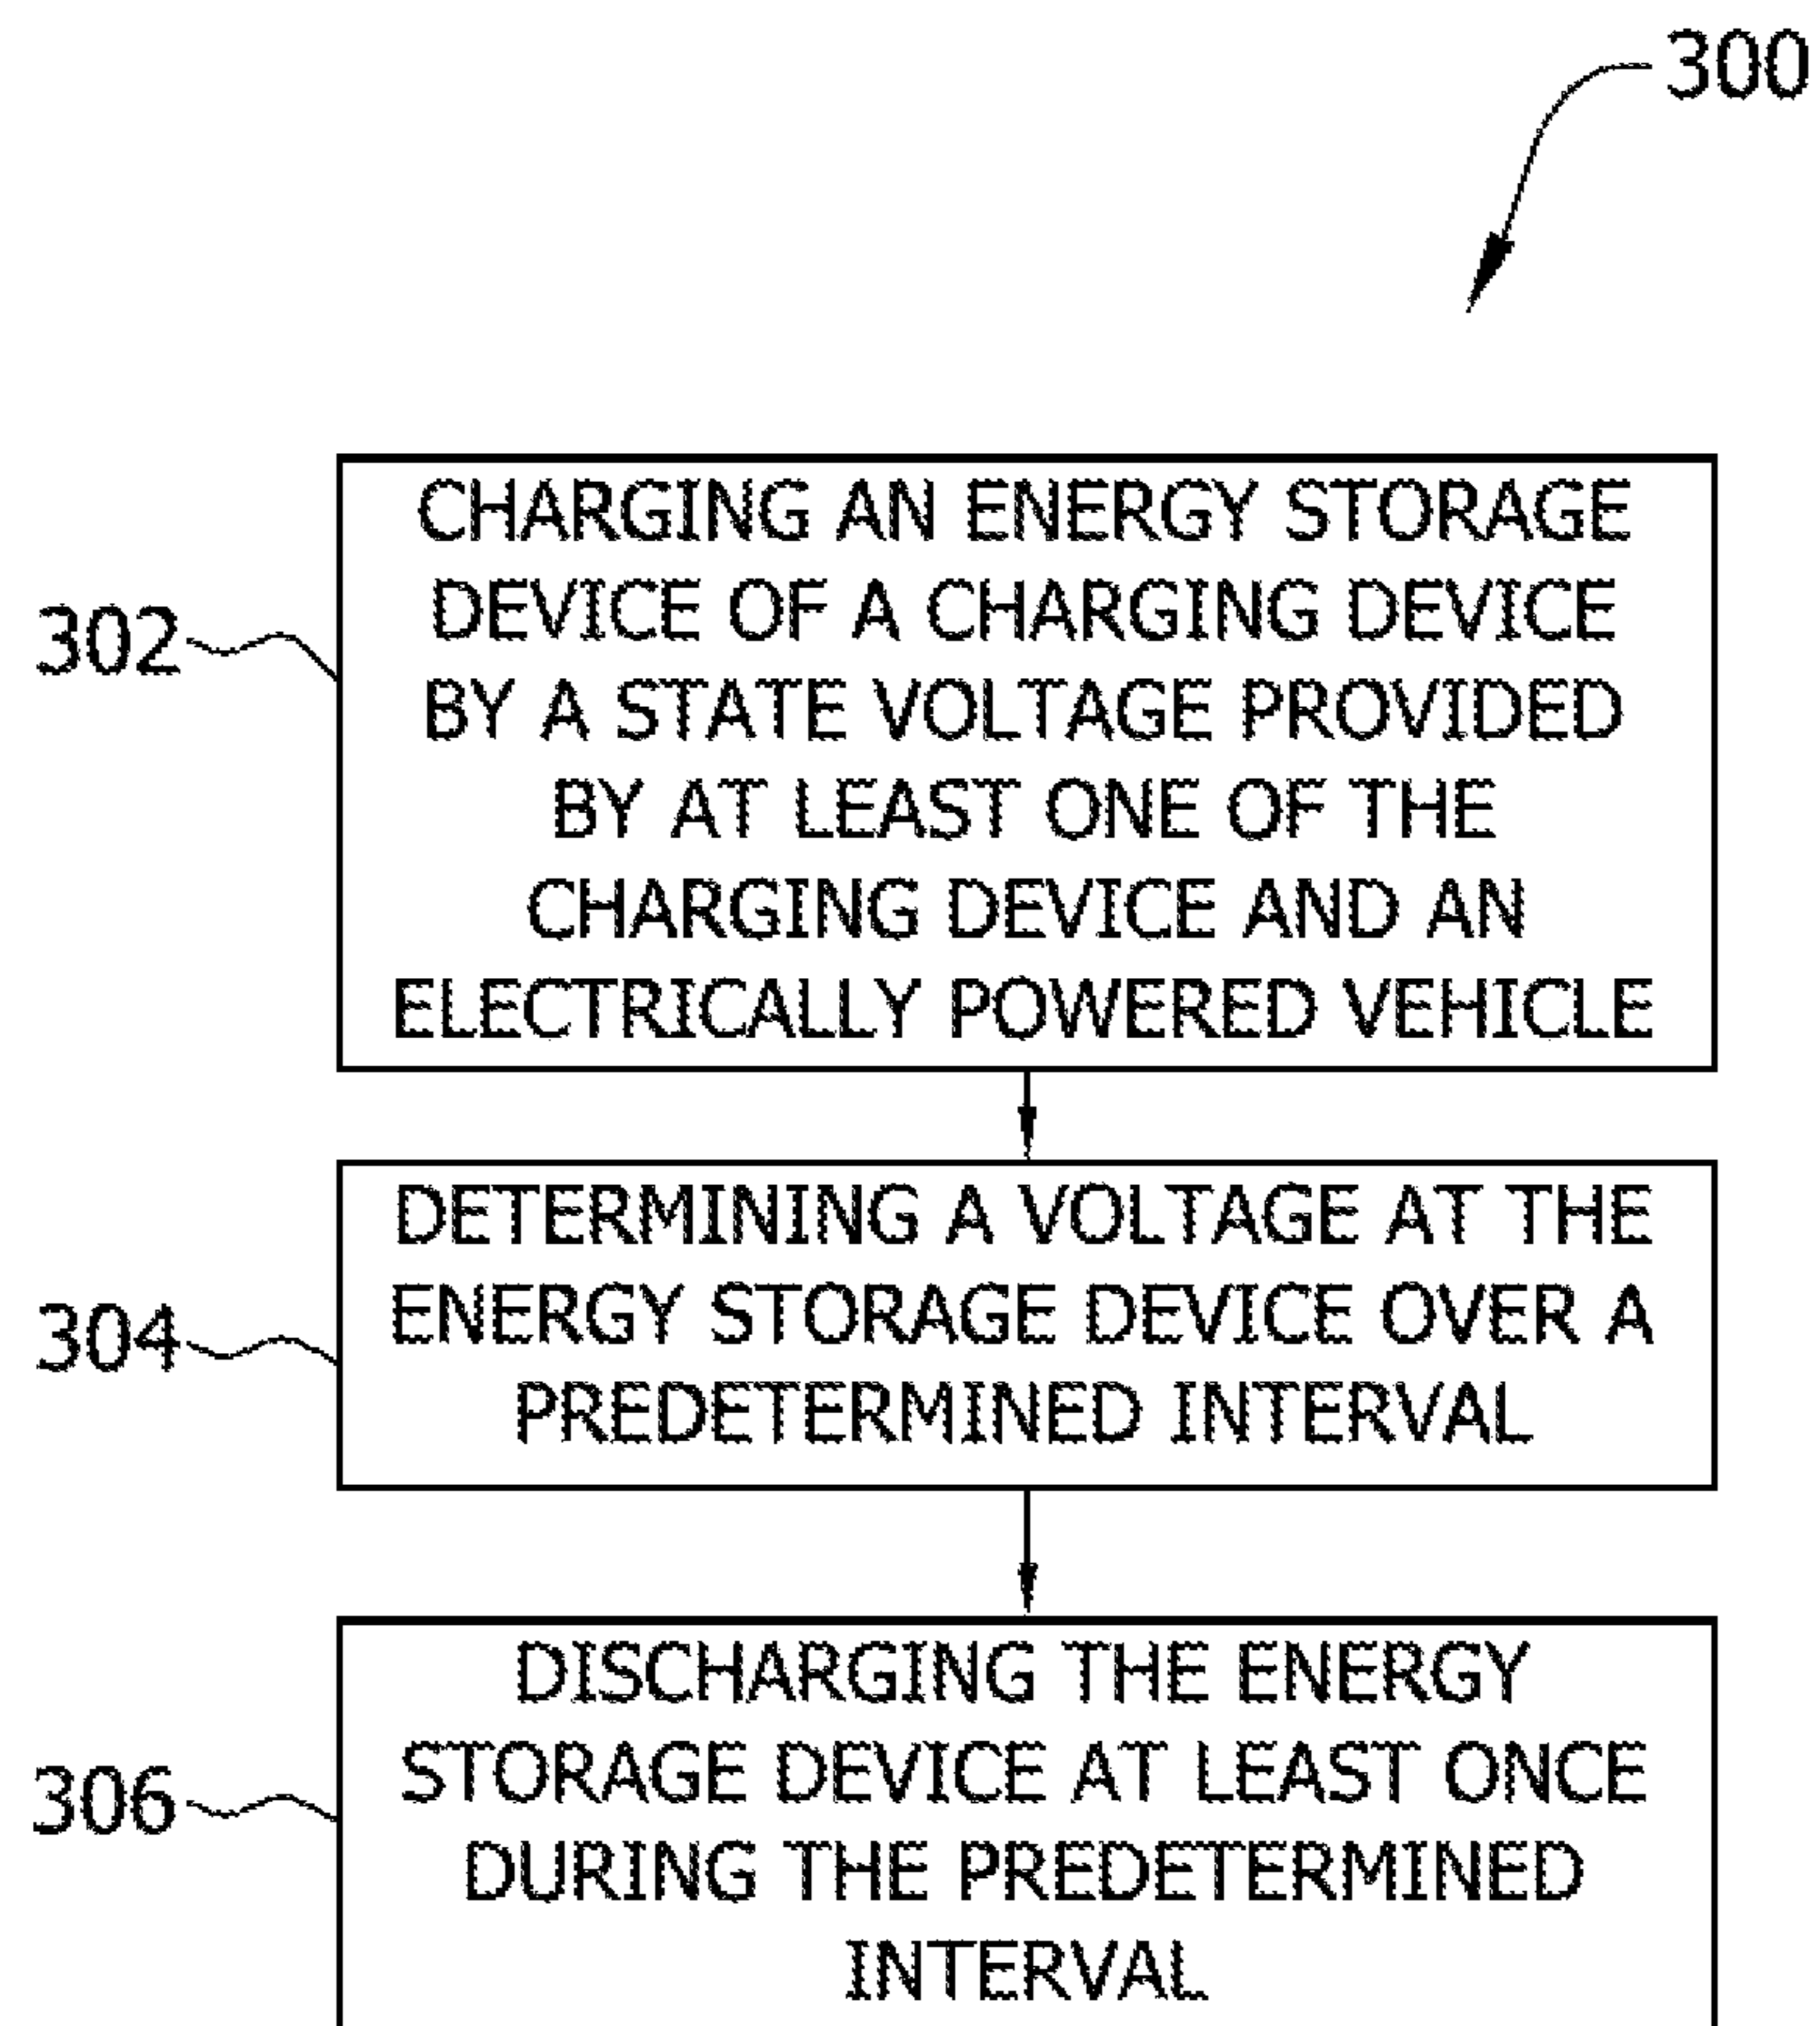 300
302
CHARGING AN ENERGY STORAGE
DEVICE OF A CHARGING DEVICE
BY A STATE VOLTAGE PROVIDED
BY AT LEAST ONE OF THE
CHARGING DEVICE AND AN
ELECTRICALLY POWERED VEHICLE
304
DETERMINING A VOLTAGE AT THE
ENERGY STORAGE DEVICE OVER A
PREDETERMINED INTERVAL
306
DISCHARGING THE ENERGY
STORAGE DEVICE AT LEAST ONCE
DURING THE PREDETERMINED
INTERVAL